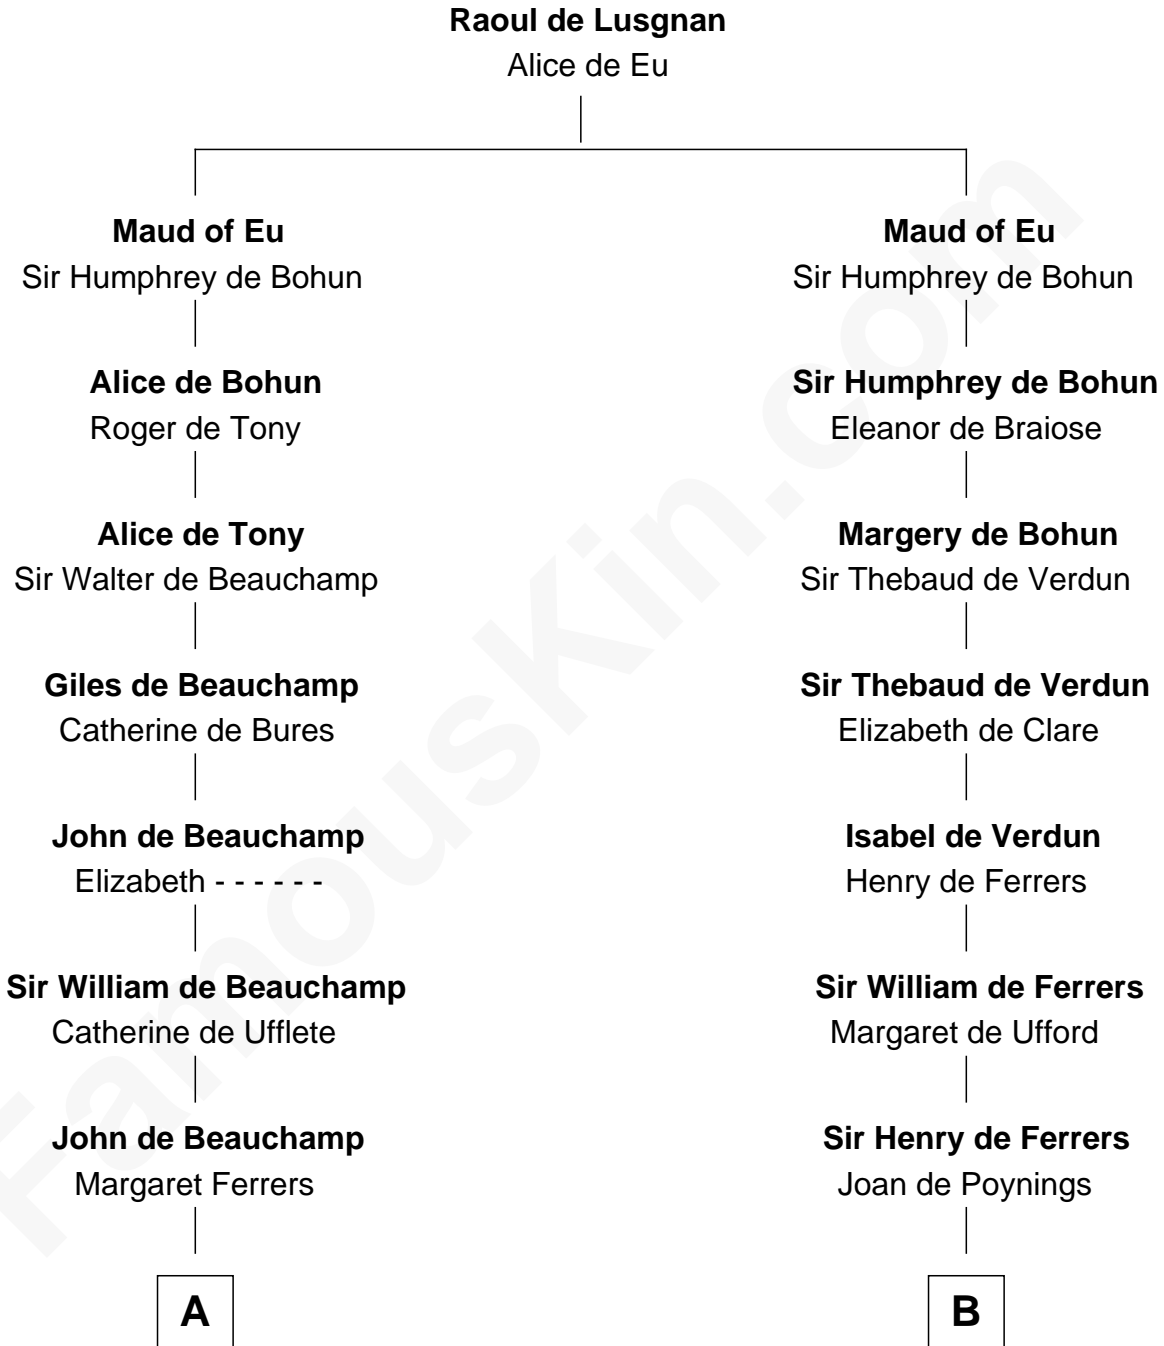 Raoul de Lusgnan
Alice de Eu
Maud of Eu
Sir Humphrey de Bohun
Maud of Eu
Sir Humphrey de Bohun
Alice de Bohun
Roger de Tony
Sir Humphrey de Bohun
Eleanor de Braiose
Alice de Tony
Sir Walter de Beauchamp
Margery de Bohun
Sir Thebaud de Verdun
Giles de Beauchamp
Catherine de Bures
Sir Thebaud de Verdun
Elizabeth de Clare
John de Beauchamp
Elizabeth - - - - - -
Isabel de Verdun
Henry de Ferrers
Sir William de Beauchamp
Catherine de Ufflete
Sir William de Ferrers
Margaret de Ufford
John de Beauchamp
Margaret Ferrers
Sir Henry de Ferrers
Joan de Poynings
A
B
FamousKin.com